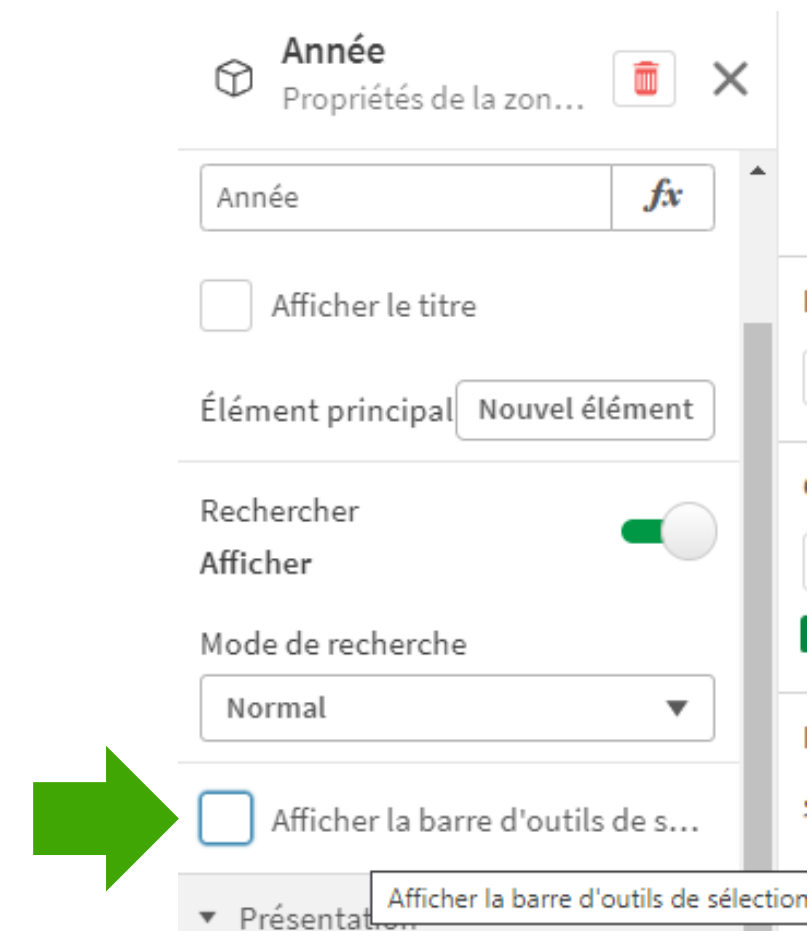 Année
Propriétés de la zon...
Année fx
Afficher le titre
Élément principal Nouvel élément
Rechercher
Afficher
Mode de recherche
Normal
Afficher la barre d'outils de s...
Afficher la barre d'outils de sélection
Présentation